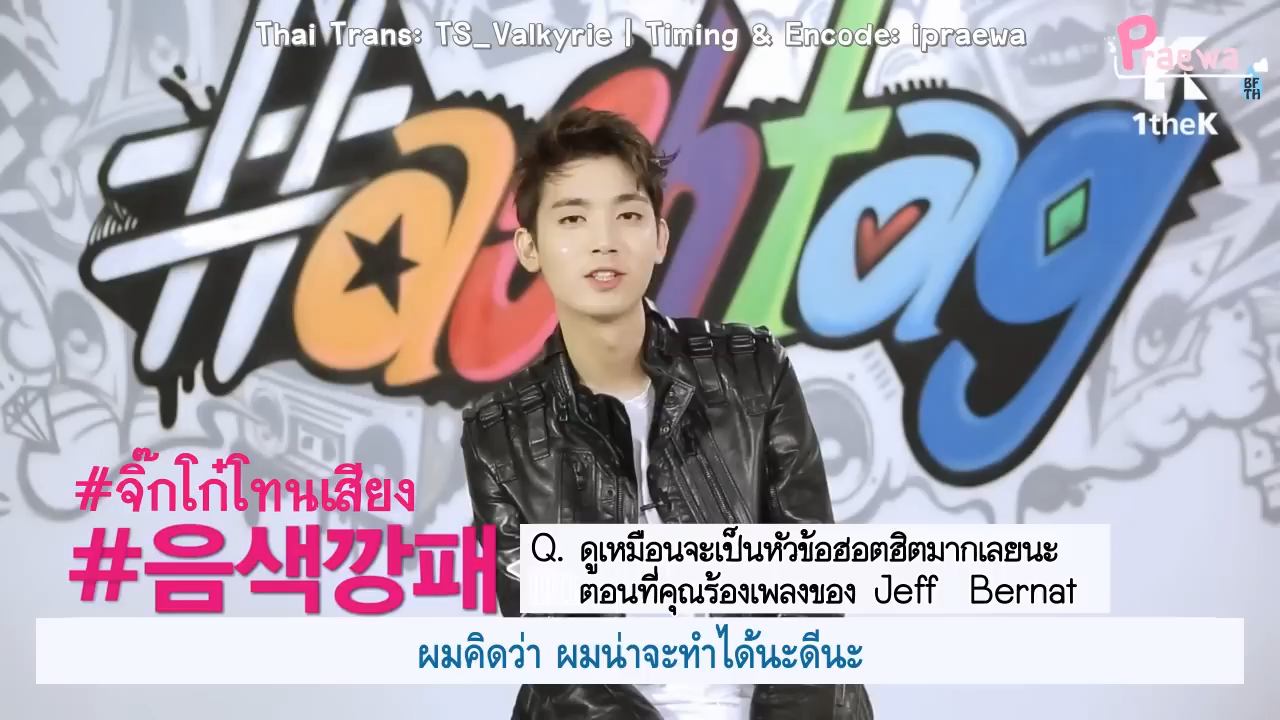 Thai Trans: TS_Valkyrie | Timing & Encode: ipraewa
Praewa
BF
TH
1theK
#ashtag
#จิ๊กโก๋โทนเสียง
#음색깡패
Q. ดูเหมือนจะเป็นหัวข้อฮอตฮิตมากเลยนะ
ตอนที่คุณร้องเพลงของ Jeff Bernat
ผมคิดว่า ผมน่าจะทำได้นะดีนะ